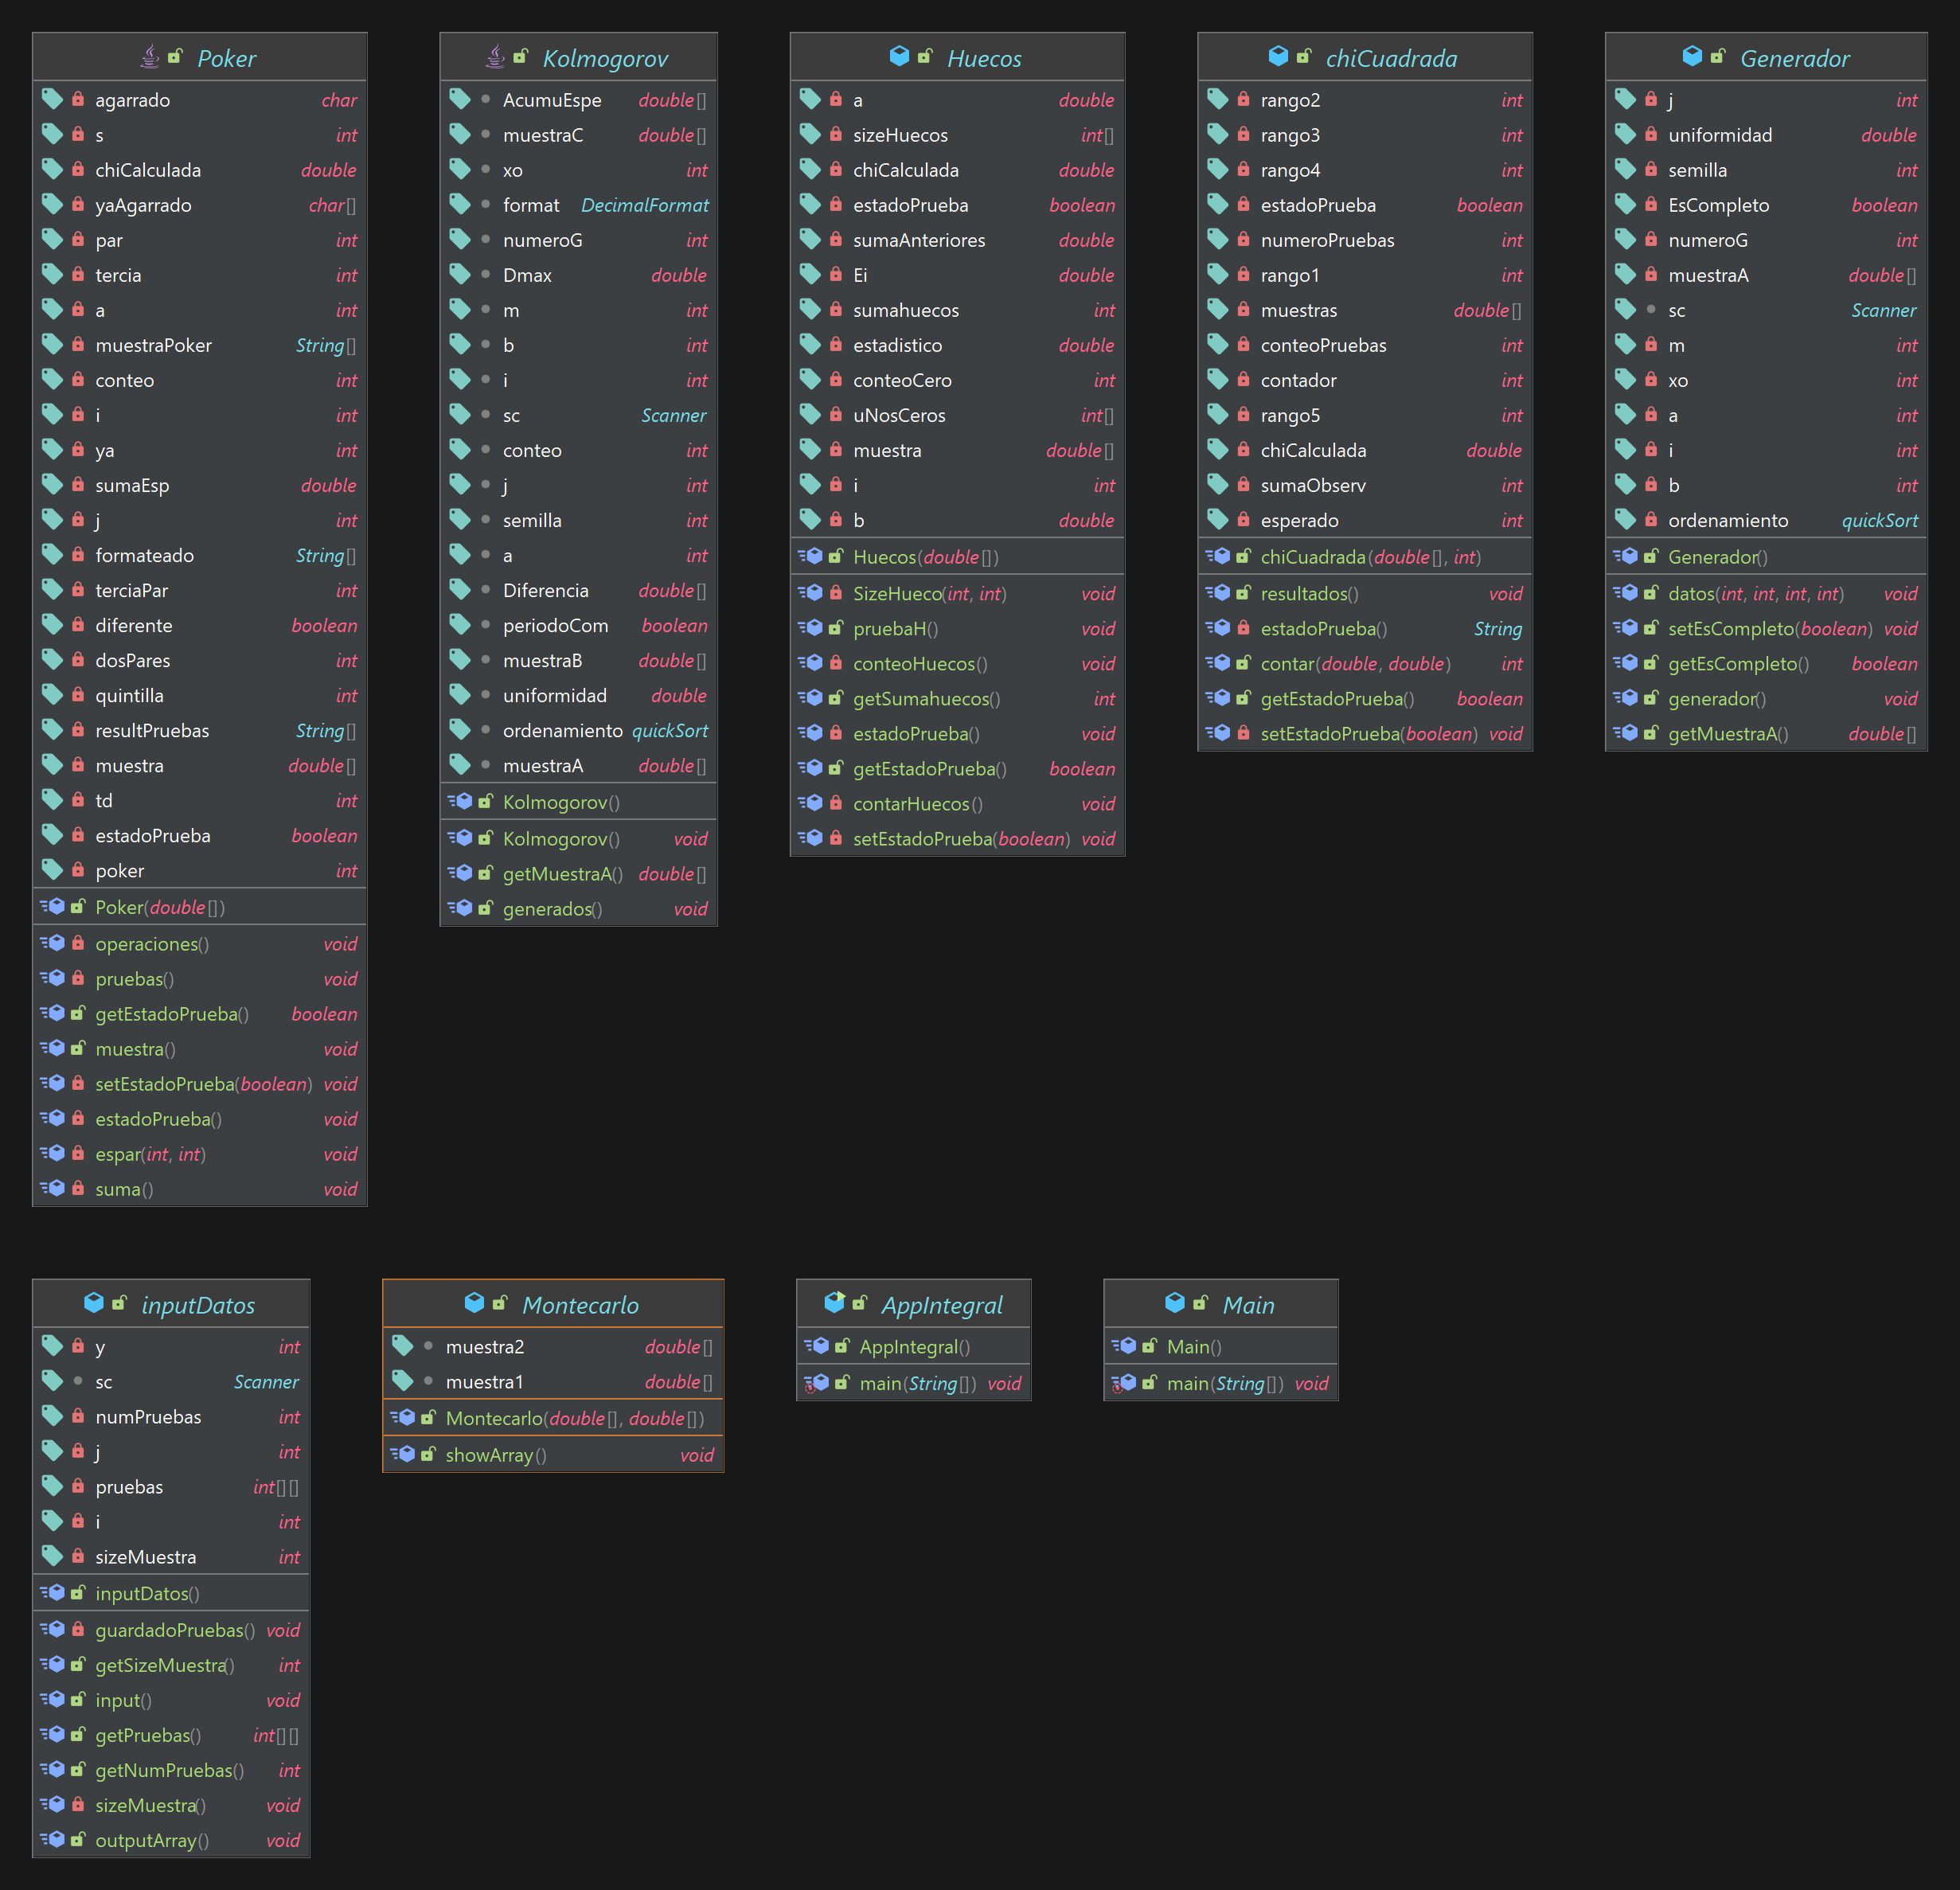 Poker
agarrado char
s int
chiCalculada double
yaAgarrado char[]
par int
tercia int
a int
muestraPoker String[]
conteo int
i int
ya int
sumaEsp double
j int
formateado String[]
terciaPar int
diferente boolean
dosPares int
quintilla int
resultPruebas String[]
muestra double[]
td int
estadoPrueba boolean
poker int
Poker(double[])
operaciones() void
pruebas() void
getEstadoPrueba() boolean
muestra() void
setEstadoPrueba(boolean) void
estadoPrueba() void
espar(int, int) void
suma() void
Kolmogorov
AcumuEspe double[]
muestraC double[]
xo int
format DecimalFormat
numeroG int
Dmax double
m int
b int
i int
sc Scanner
conteo int
j int
semilla int
a int
Diferencia double[]
periodoCom boolean
muestraB double[]
uniformidad double
ordenamiento quickSort
muestraA double[]
Kolmogorov()
Kolmogorov() void
getMuestraA() double[]
generados() void
Huecos
a double
sizeHuecos int[]
chiCalculada double
estadoPrueba boolean
sumaAnteriores double
Ei double
sumahuecos int
estadistico double
conteoCero int
uNosCeros int[]
muestra double[]
i int
b double
Huecos(double[])
SizeHueco(int, int) void
pruebaH() void
conteoHuecos() void
getSumahuecos() int
estadoPrueba() void
getEstadoPrueba() boolean
contarHuecos() void
setEstadoPrueba(boolean) void
chiCuadrada
rango2 int
rango3 int
rango4 int
estadoPrueba boolean
numeroPruebas int
rango1 int
muestras double[]
conteoPruebas int
contador int
rango5 int
chiCalculada double
sumaObserv int
esperado int
chiCuadrada(double[], int)
resultados() void
estadoPrueba() String
contar(double, double) int
getEstadoPrueba() boolean
setEstadoPrueba(boolean) void
Generador
j int
uniformidad double
semilla int
EsCompleto boolean
numeroG int
muestraA double[]
sc Scanner
m int
xo int
a int
i int
b int
ordenamiento quickSort
Generador()
datos(int, int, int, int) void
setEsCompleto(boolean) void
getEsCompleto() boolean
generador() void
getMuestraA() double[]
inputDatos
y int
sc Scanner
numPruebas int
j int
pruebas int[][]
i int
sizeMuestra int
inputDatos()
guardadoPruebas() void
getSizeMuestra() int
input() void
getPruebas() int[][]
getNumPruebas() int
sizeMuestra() void
outputArray() void
Montecarlo
muestra2 double[]
muestra1 double[]
Montecarlo(double[], double[])
showArray() void
AppIntegral
AppIntegral()
main(String[]) void
Main
Main()
main(String[]) void